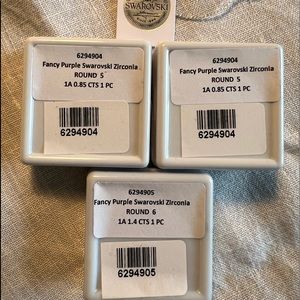 SWAROVSKI
6294904
Fancy Purple Swarovski Zirconia
ROUND 5
1A 0.85 CTS 1 PC
6294904
6294904
Fancy Purple Swarovski Zirconia
ROUND 5
1A 0.85 CTS 1 PC
6294904
6294905
Fancy Purple Swarovski Zirconia
ROUND 6
1A 1.4 CTS 1 PC
6294905